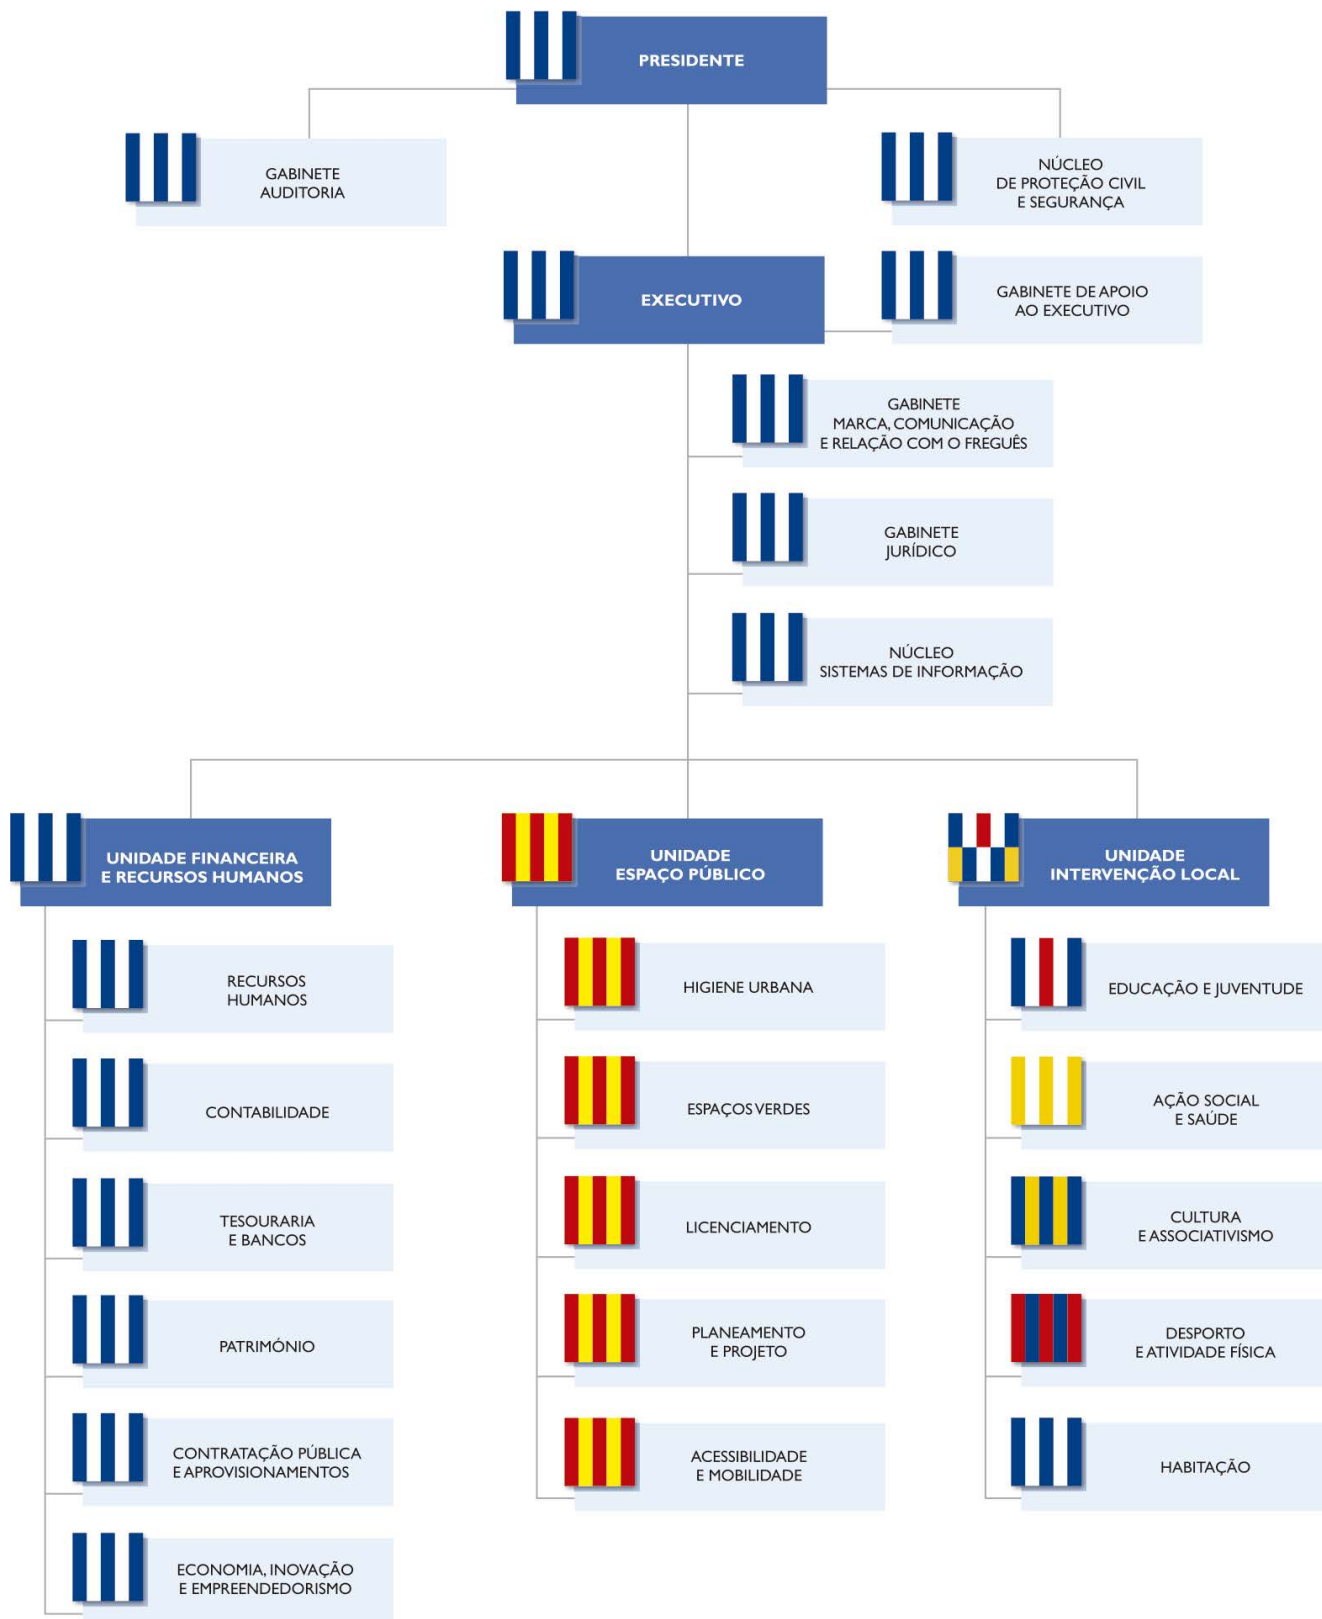 PRESIDENTE
GABINETE
AUDITORIA
NÚCLEO
DE PROTEÇÃO CIVIL
E SEGURANÇA
EXECUTIVO
GABINETE DE APOIO
AO EXECUTIVO
GABINETE
MARCA, COMUNICAÇÃO
E RELAÇÃO COM O FREGUÊS
GABINETE
JURÍDICO
NÚCLEO
SISTEMAS DE INFORMAÇÃO
UNIDADE FINANCEIRA
E RECURSOS HUMANOS
RECURSOS
HUMANOS
CONTABILIDADE
TESOURARIA
E BANCOS
PATRIMÓNIO
CONTRATAÇÃO PÚBLICA
E APROVISIONAMENTOS
ECONOMIA, INOVAÇÃO
E EMPREENDEDORISMO
UNIDADE
ESPAÇO PÚBLICO
HIGIENE URBANA
ESPAÇOS VERDES
LICENCIAMENTO
PLANEAMENTO
E PROJETO
ACESSIBILIDADE
E MOBILIDADE
UNIDADE
INTERVENÇÃO LOCAL
EDUCAÇÃO E JUVENTUDE
AÇÃO SOCIAL
E SAÚDE
CULTURA
E ASSOCIATIVISMO
DESPORTO
E ATIVIDADE FÍSICA
HABITAÇÃO